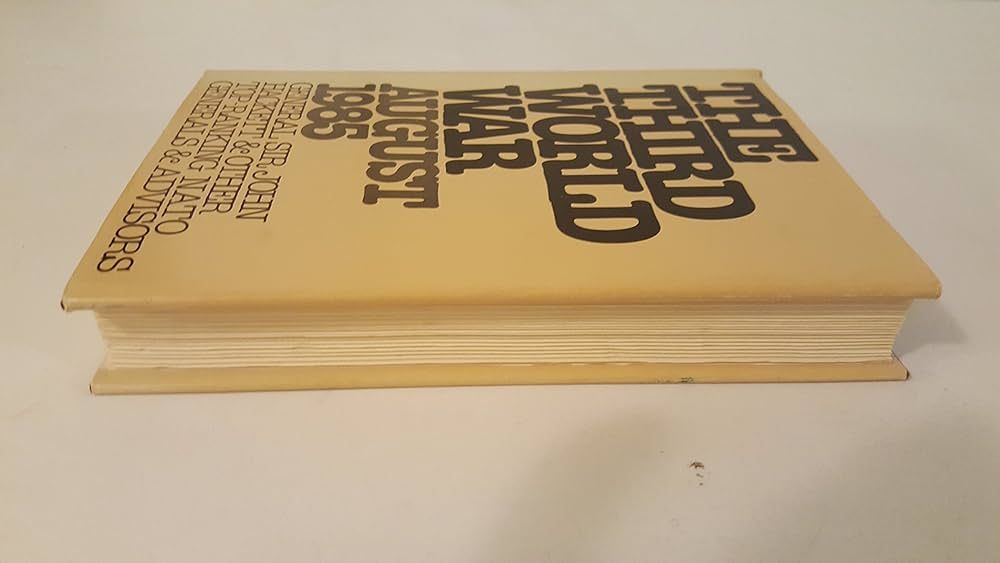 THE
THIRD
WORLD
WAR
AUGUST
1985
GENERAL SIR JOHN
HACKETT & OTHER
TOP-RANKING NATO
GENERALS & ADVISORS